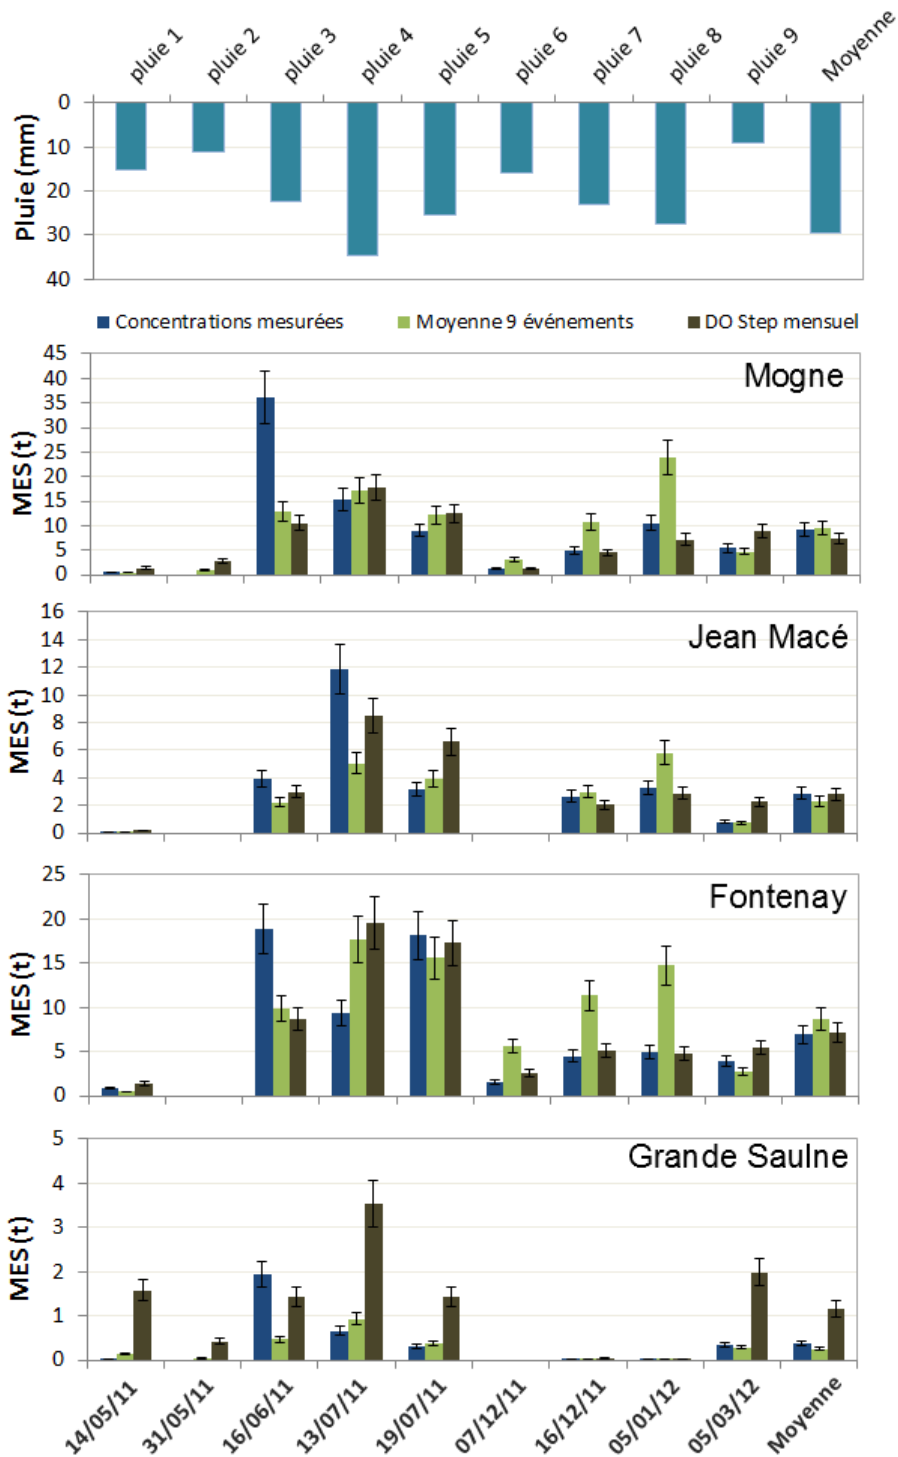 pluie 1
pluie 2
pluie 3
pluie 4
pluie 5
pluie 6
pluie 7
pluie 8
pluie 9
Moyenne
Pluie (mm)
0
10
20
30
40
Concentrations mesurées
Moyenne 9 événements
DO Step mensuel
Mogne
MES (t)
45
40
35
30
25
20
15
10
5
0
Jean Macé
MES (t)
16
14
12
10
8
6
4
2
0
Fontenay
MES (t)
25
20
15
10
5
0
Grande Saulne
MES (t)
5
4
3
2
1
0
14/05/11
31/05/11
16/06/11
13/07/11
19/07/11
07/12/11
16/12/11
05/01/12
05/03/12
Moyenne